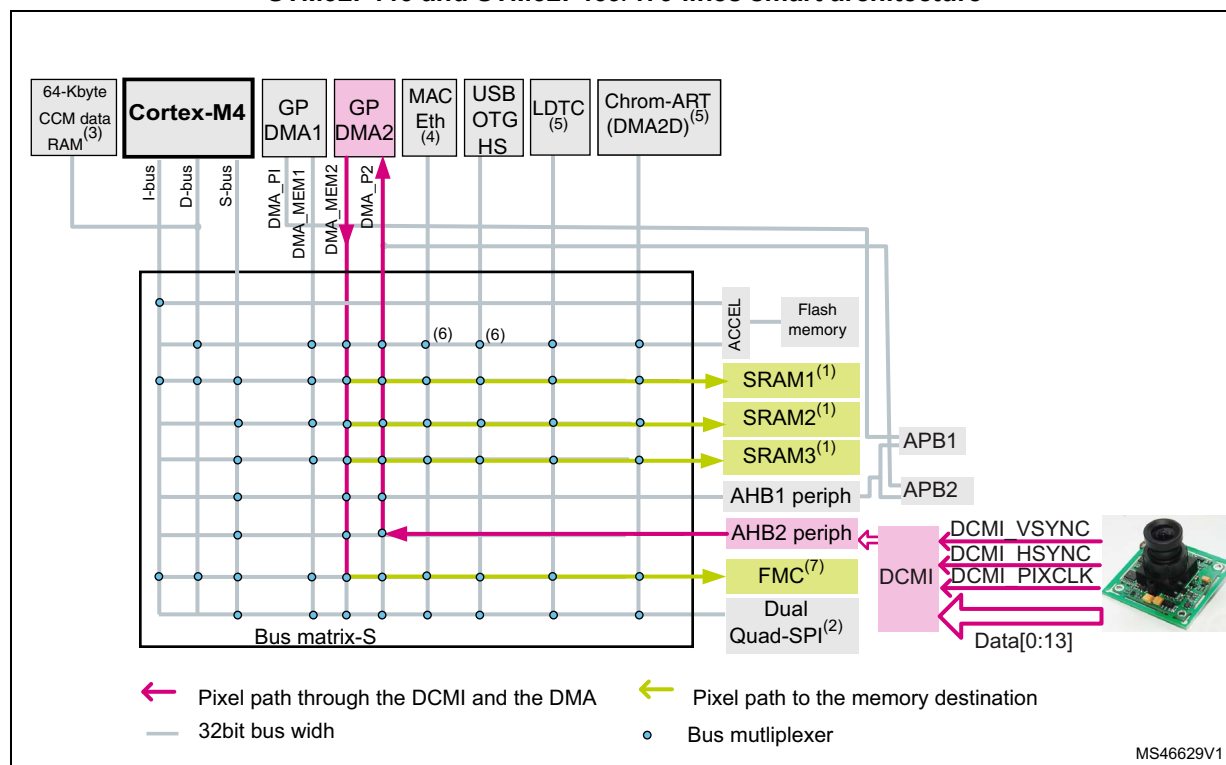 64-Kbyte
CCM data
RAM(3)
Cortex-M4
GP
DMA1
GP
DMA2
MAC
Eth
(4)
USB
OTG
HS
LDTC
(5)
Chrom-ART
(DMA2D)(5)
I-bus
D-bus
S-bus
DMA_PI
DMA_MEM1
DMA_MEM2
DMA_P2
ACCEL
Flash
memory
(6)
(6)
SRAM1(1)
SRAM2(1)
SRAM3(1)
AHB1 periph
APB1
APB2
AHB2 periph
DCMI
DCMI_VSYNC
DCMI_HSYNC
DCMI_PIXCLK
Data[0:13]
FMC(7)
Dual
Quad-SPI(2)
Bus matrix-S
Pixel path through the DCMI and the DMA
Pixel path to the memory destination
32bit bus widh
Bus mutliplexer
MS46629V1